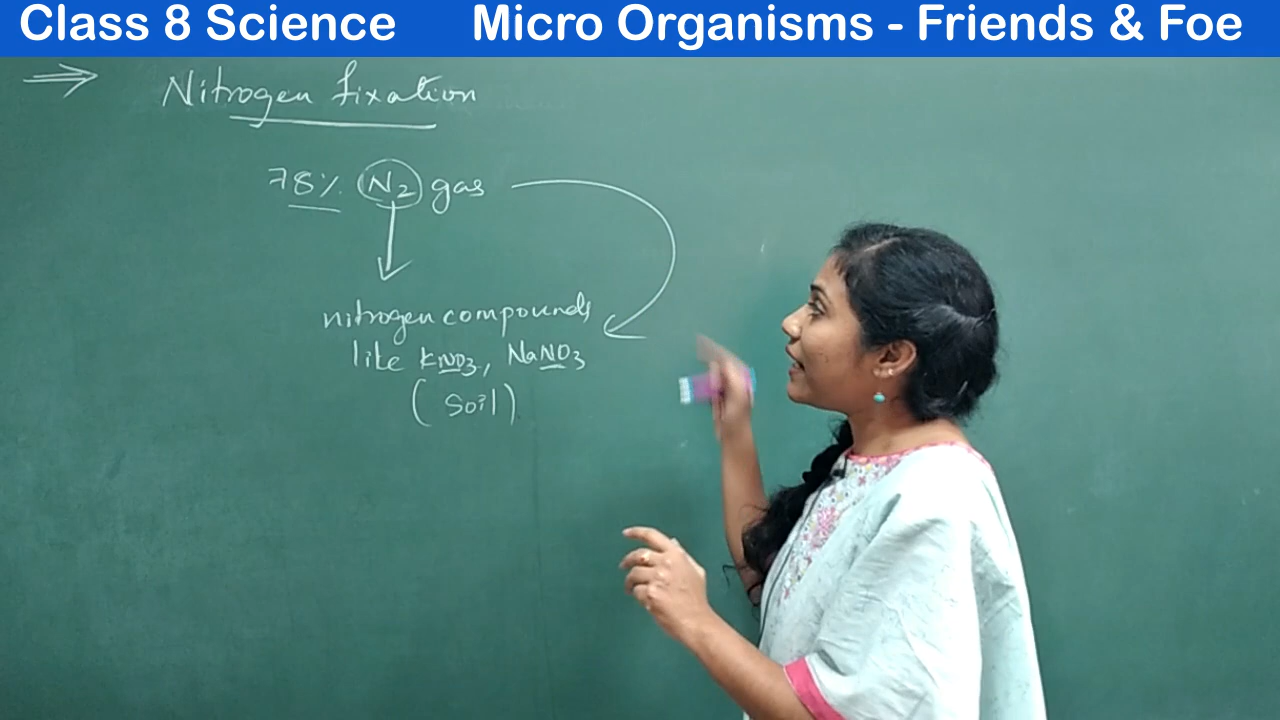 Class 8 Science Micro Organisms - Friends & Foe
⇒ Nitrogen fixation
78% N₂ gas
nitrogen compounds
like KNO₃, NaNO₃
(Soil)